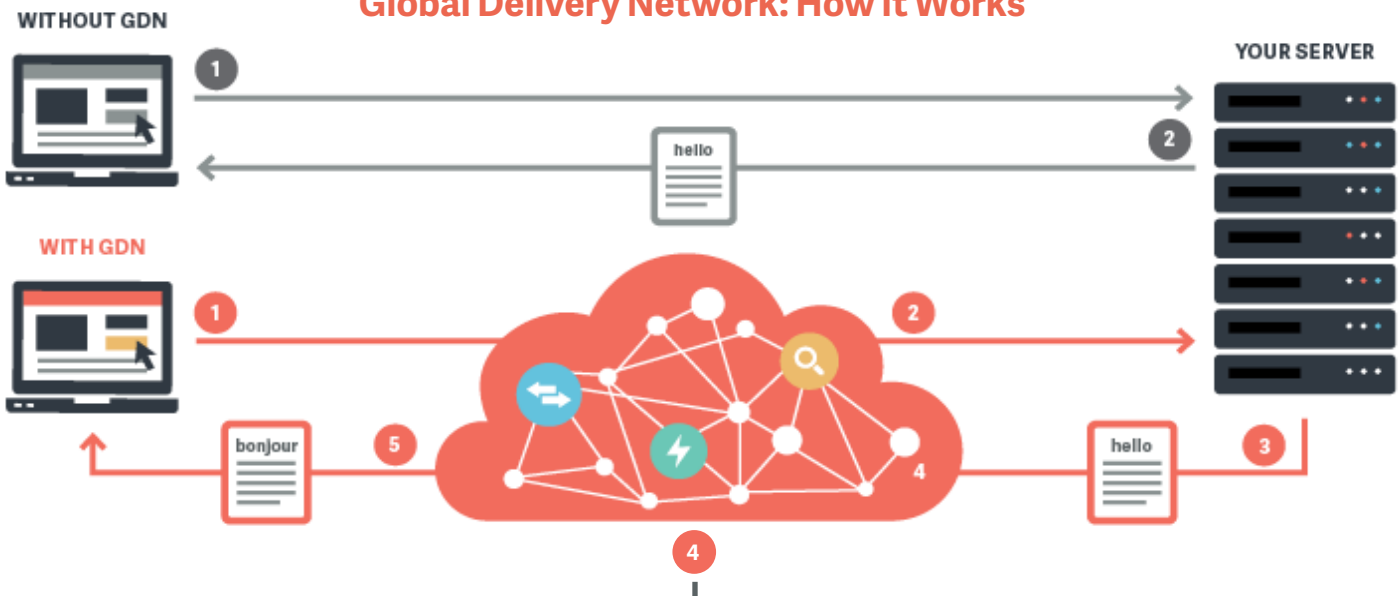 Global Delivery Network: How It Works
WITHOUT GDN
YOUR SERVER
1
2
hello
WITH GDN
1
2
bonjour
5
4
hello
3
4